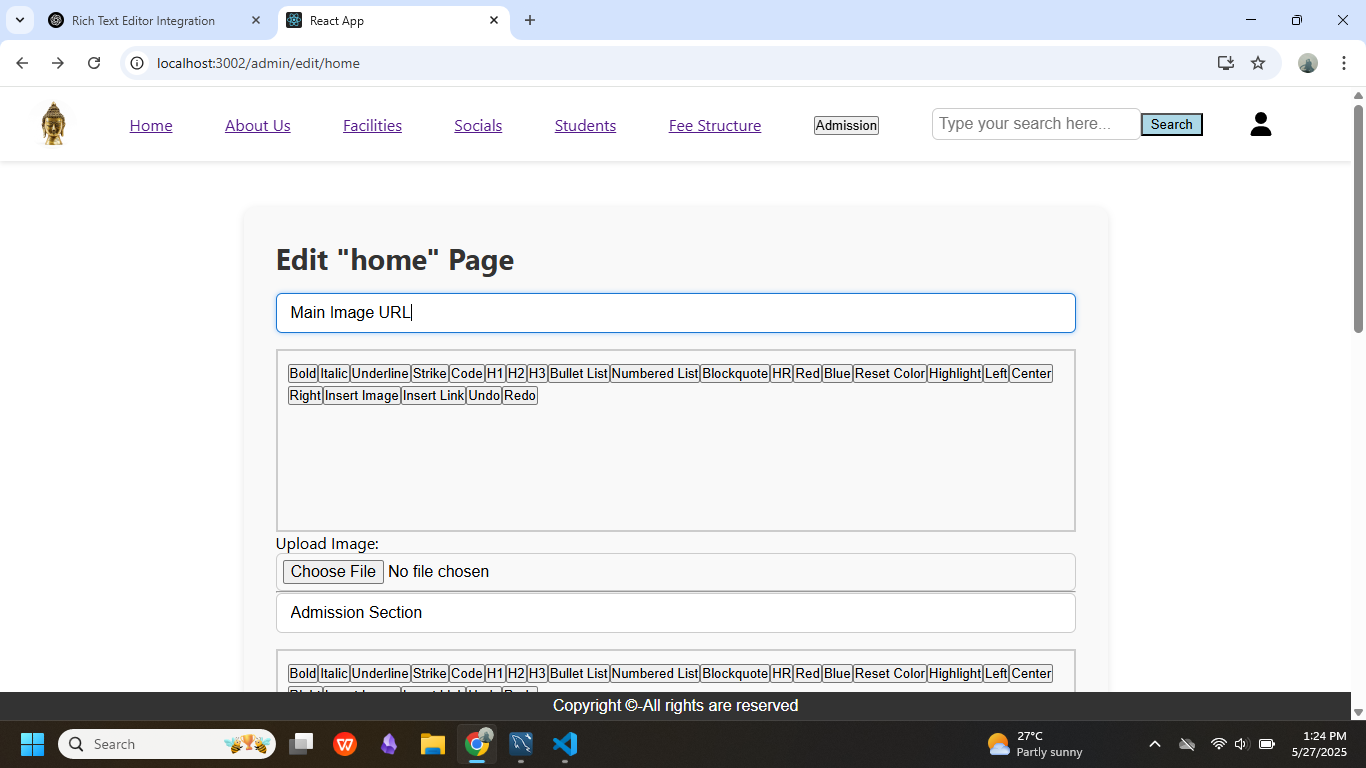 Rich Text Editor Integration
React App
localhost:3002/admin/edit/home
Home
About Us
Facilities
Socials
Students
Fee Structure
Admission
Type your search here...
Search
Edit "home" Page
Main Image URL
Bold Italic Underline Strike Code H1 H2 H3 Bullet List Numbered List Blockquote HR Red Blue Reset Color Highlight Left Center
Right Insert Image Insert Link Undo Redo
Upload Image:
Choose File No file chosen
Admission Section
Bold Italic Underline Strike Code H1 H2 H3 Bullet List Numbered List Blockquote HR Red Blue Reset Color Highlight Left Center
Copyright ©-All rights are reserved
Search
27°C
Partly sunny
1:24 PM
5/27/2025